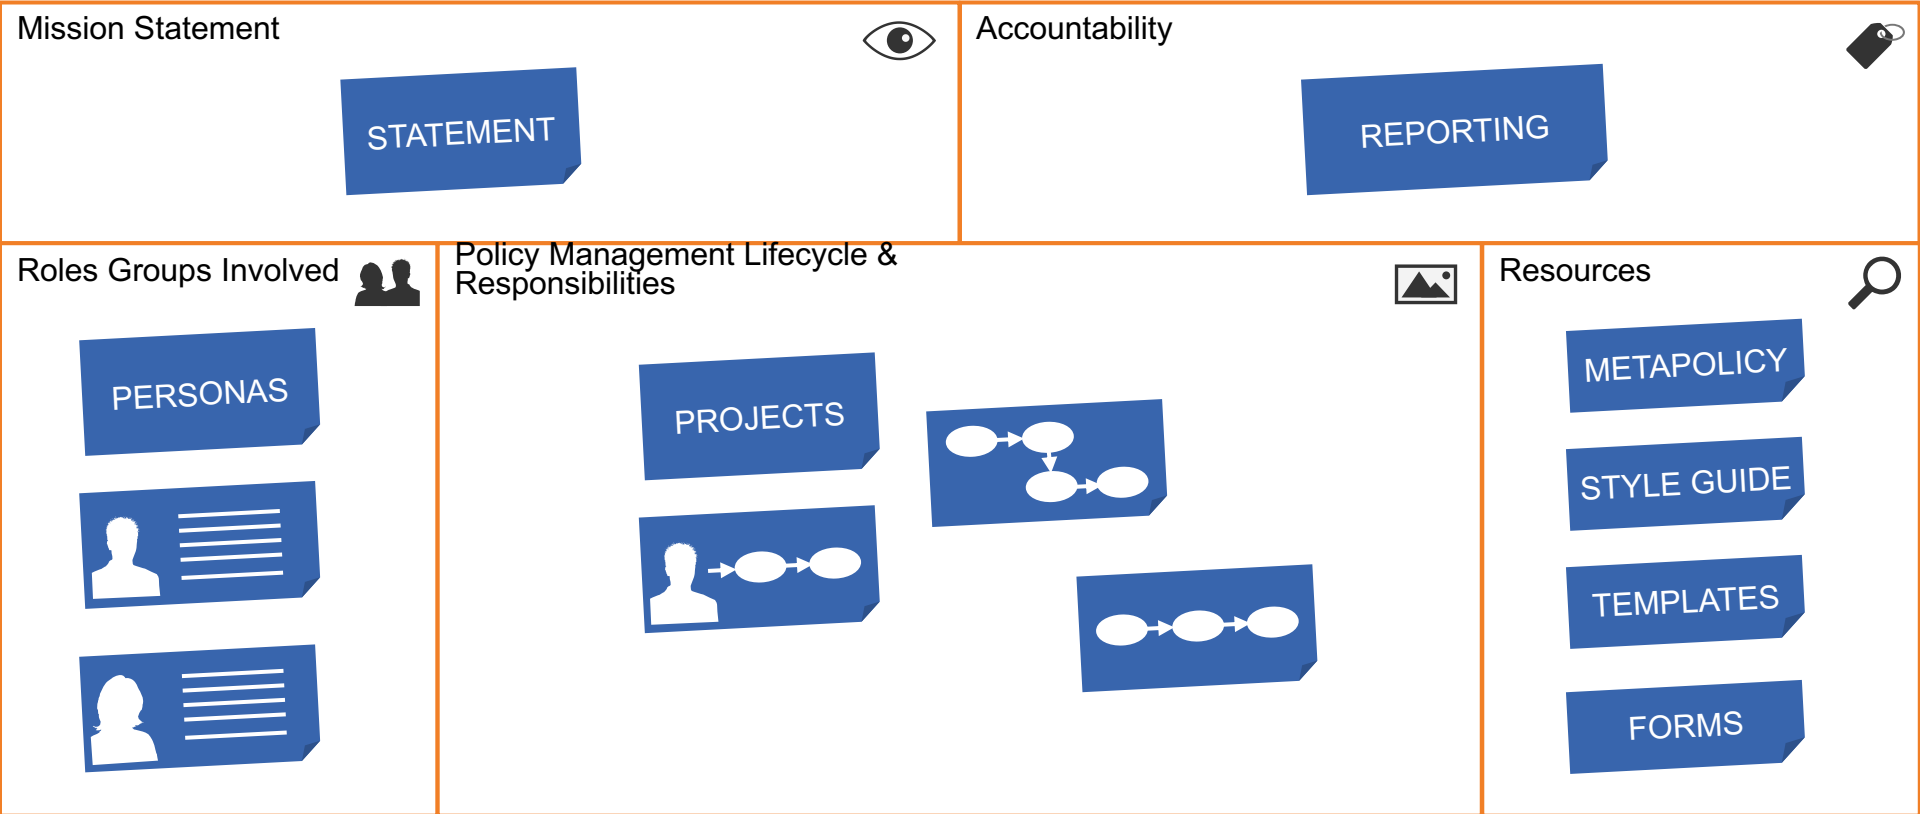 Mission Statement
STATEMENT
Accountability
REPORTING
Roles Groups Involved
PERSONAS
Policy Management Lifecycle &
Responsibilities
PROJECTS
Resources
METAPOLICY
STYLE GUIDE
TEMPLATES
FORMS